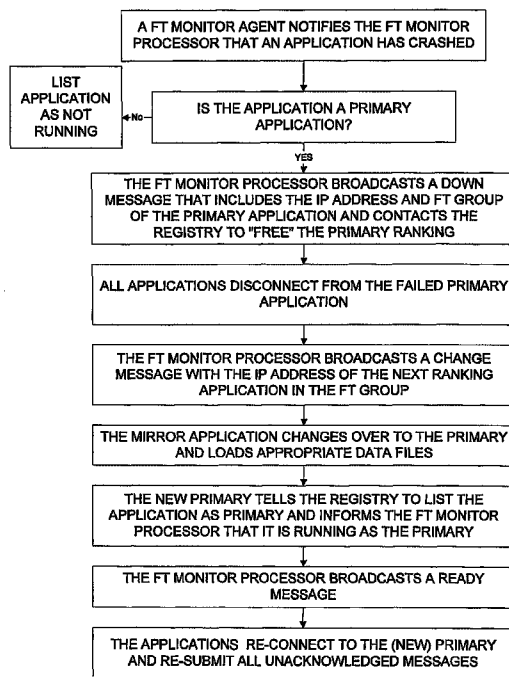 A FT MONITOR AGENT NOTIFIES THE FT MONITOR
PROCESSOR THAT AN APPLICATION HAS CRASHED
LIST
APPLICATION
AS NOT
RUNNING
No
IS THE APPLICATION A PRIMARY
APPLICATION?
YES
THE FT MONITOR PROCESSOR BROADCASTS A DOWN
MESSAGE THAT INCLUDES THE IP ADDRESS AND FT GROUP
OF THE PRIMARY APPLICATION AND CONTACTS THE
REGISTRY TO "FREE" THE PRIMARY RANKING
ALL APPLICATIONS DISCONNECT FROM THE FAILED PRIMARY
APPLICATION
THE FT MONITOR PROCESSOR BROADCASTS A CHANGE
MESSAGE WITH THE IP ADDRESS OF THE NEXT RANKING
APPLICATION IN THE FT GROUP
THE MIRROR APPLICATION CHANGES OVER TO THE PRIMARY
AND LOADS APPROPRIATE DATA FILES
THE NEW PRIMARY TELLS THE REGISTRY TO LIST THE
APPLICATION AS PRIMARY AND INFORMS THE FT MONITOR
PROCESSOR THAT IT IS RUNNING AS THE PRIMARY
THE FT MONITOR PROCESSOR BROADCASTS A READY
MESSAGE
THE APPLICATIONS RE-CONNECT TO THE (NEW) PRIMARY
AND RE-SUBMIT ALL UNACKNOWLEDGED MESSAGES